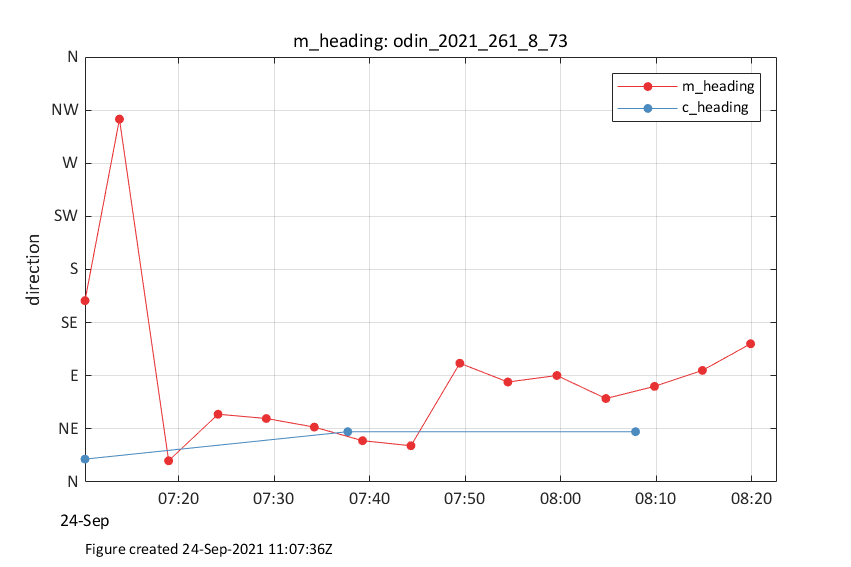 m_heading: odin_2021_261_8_73
N
NW
W
SW
S
SE
E
NE
N
direction
m_heading
c_heading
07:20 07:30 07:40 07:50 08:00 08:10 08:20
24-Sep
Figure created 24-Sep-2021 11:07:36Z